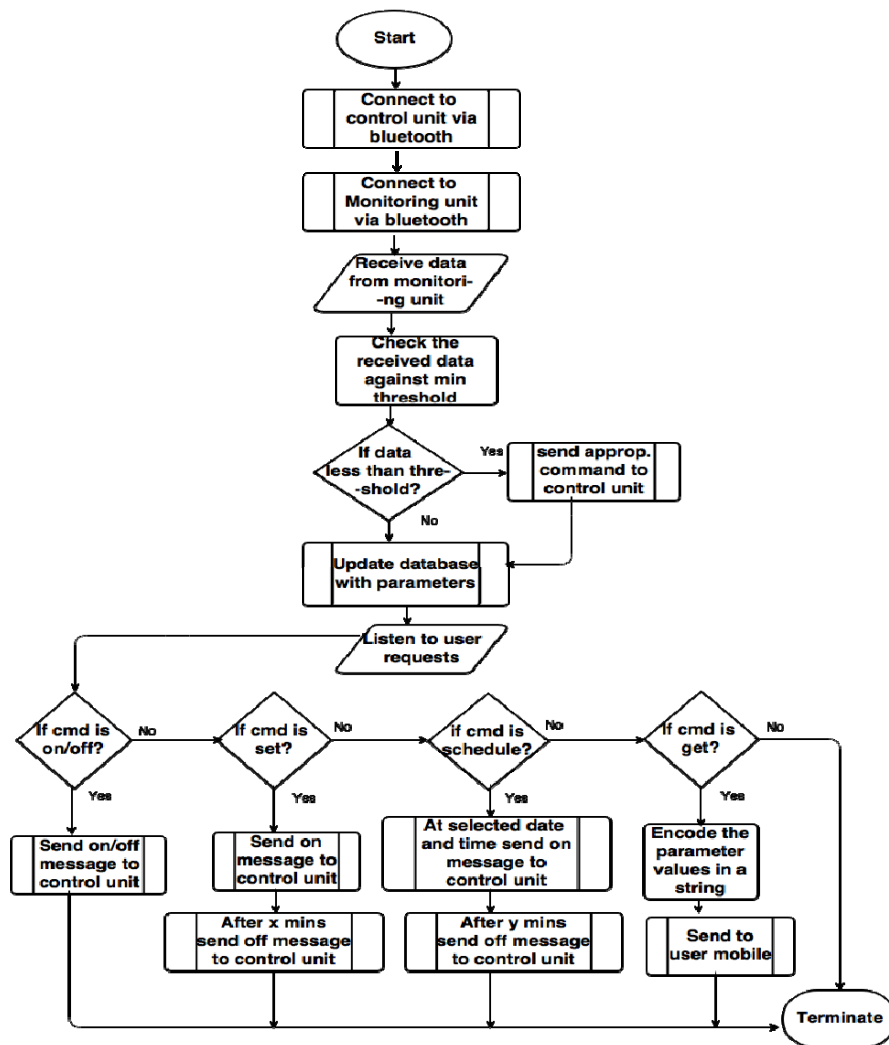 Start
Connect to
control unit via
bluetooth
Connect to
Monitoring unit
via bluetooth
Receive data
from monitori-
-ng unit
Check the
received data
against min
threshold
If data
less than thre-
-shold?
Yes
send approp.
command to
control unit
No
Update database
with parameters
Listen to user
requests
If cmd is
on/off?
No
If cmd is
set?
No
if cmd is
schedule?
No
If cmd is
get?
No
Yes
Yes
Yes
Yes
Send on/off
message to
control unit
Send on
message to
control unit
At selected date
and time send on
message to
control unit
Encode the
parameter
values in a
string
After x mins
send off message
to control unit
After y mins
send off message
to control unit
Send to
user mobile
Terminate